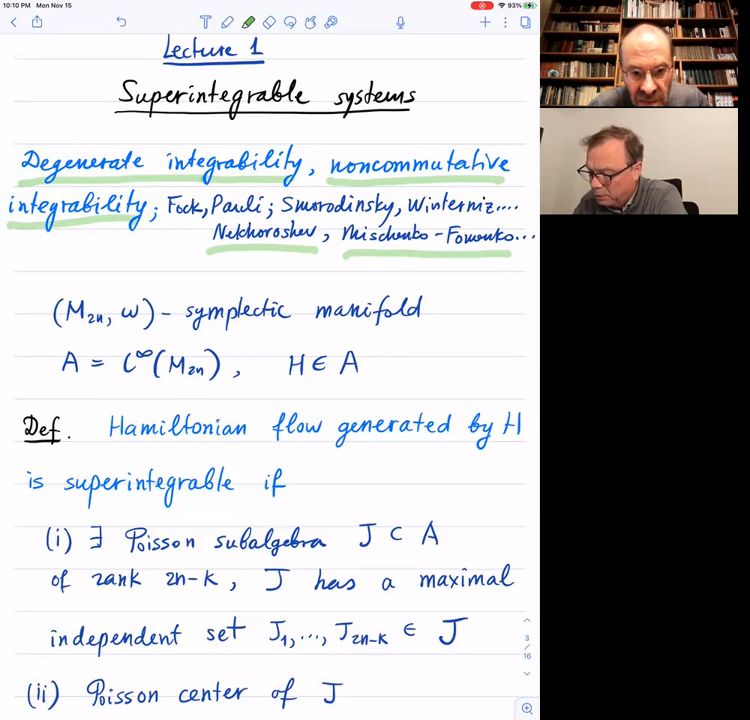 10:10 PM Mon Nov 15
93%
Lecture 1
Superintegrable systems
Degenerate integrability, noncommutative
integrability; Fock, Pauli; Smorodinsky, Winterniz....
Nekhoroshev, Mischenko-Fomenko...
(M₂ₙ, ω) - symplectic manifold
A = C^∞(M₂ₙ), H ∈ A
Def. Hamiltonian flow generated by H
is superintegrable if
(i) ∃ Poisson subalgebra J ⊂ A
of rank 2n-k, J has a maximal
independent set J₁, ..., J₂ₙ₋ₖ ∈ J
(ii) Poisson center of J
3
/
16